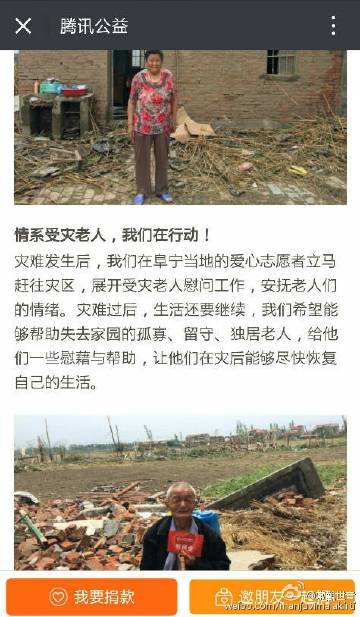 腾讯公益
情系受灾老人，我们在行动！
灾难发生后，我们在阜宁当地的爱心志愿者立马
赶往灾区，展开受灾老人慰问工作，安抚老人们
的情绪。灾难过后，生活还要继续，我们希望能
够帮助失去家园的孤寡、留守、独居老人，给他
们一些慰藉与帮助，让他们在灾后能够尽快恢复
自己的生活。
我要捐款
邀朋友一起